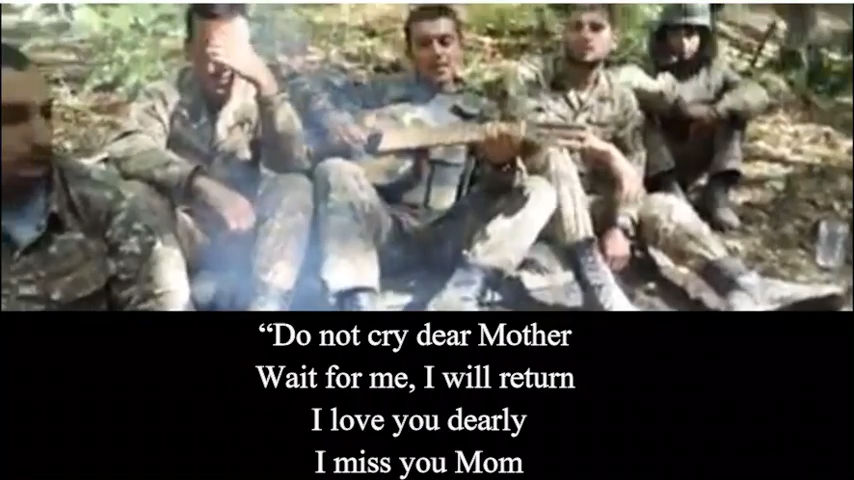 “Do not cry dear Mother
Wait for me, I will return
I love you dearly
I miss you Mom